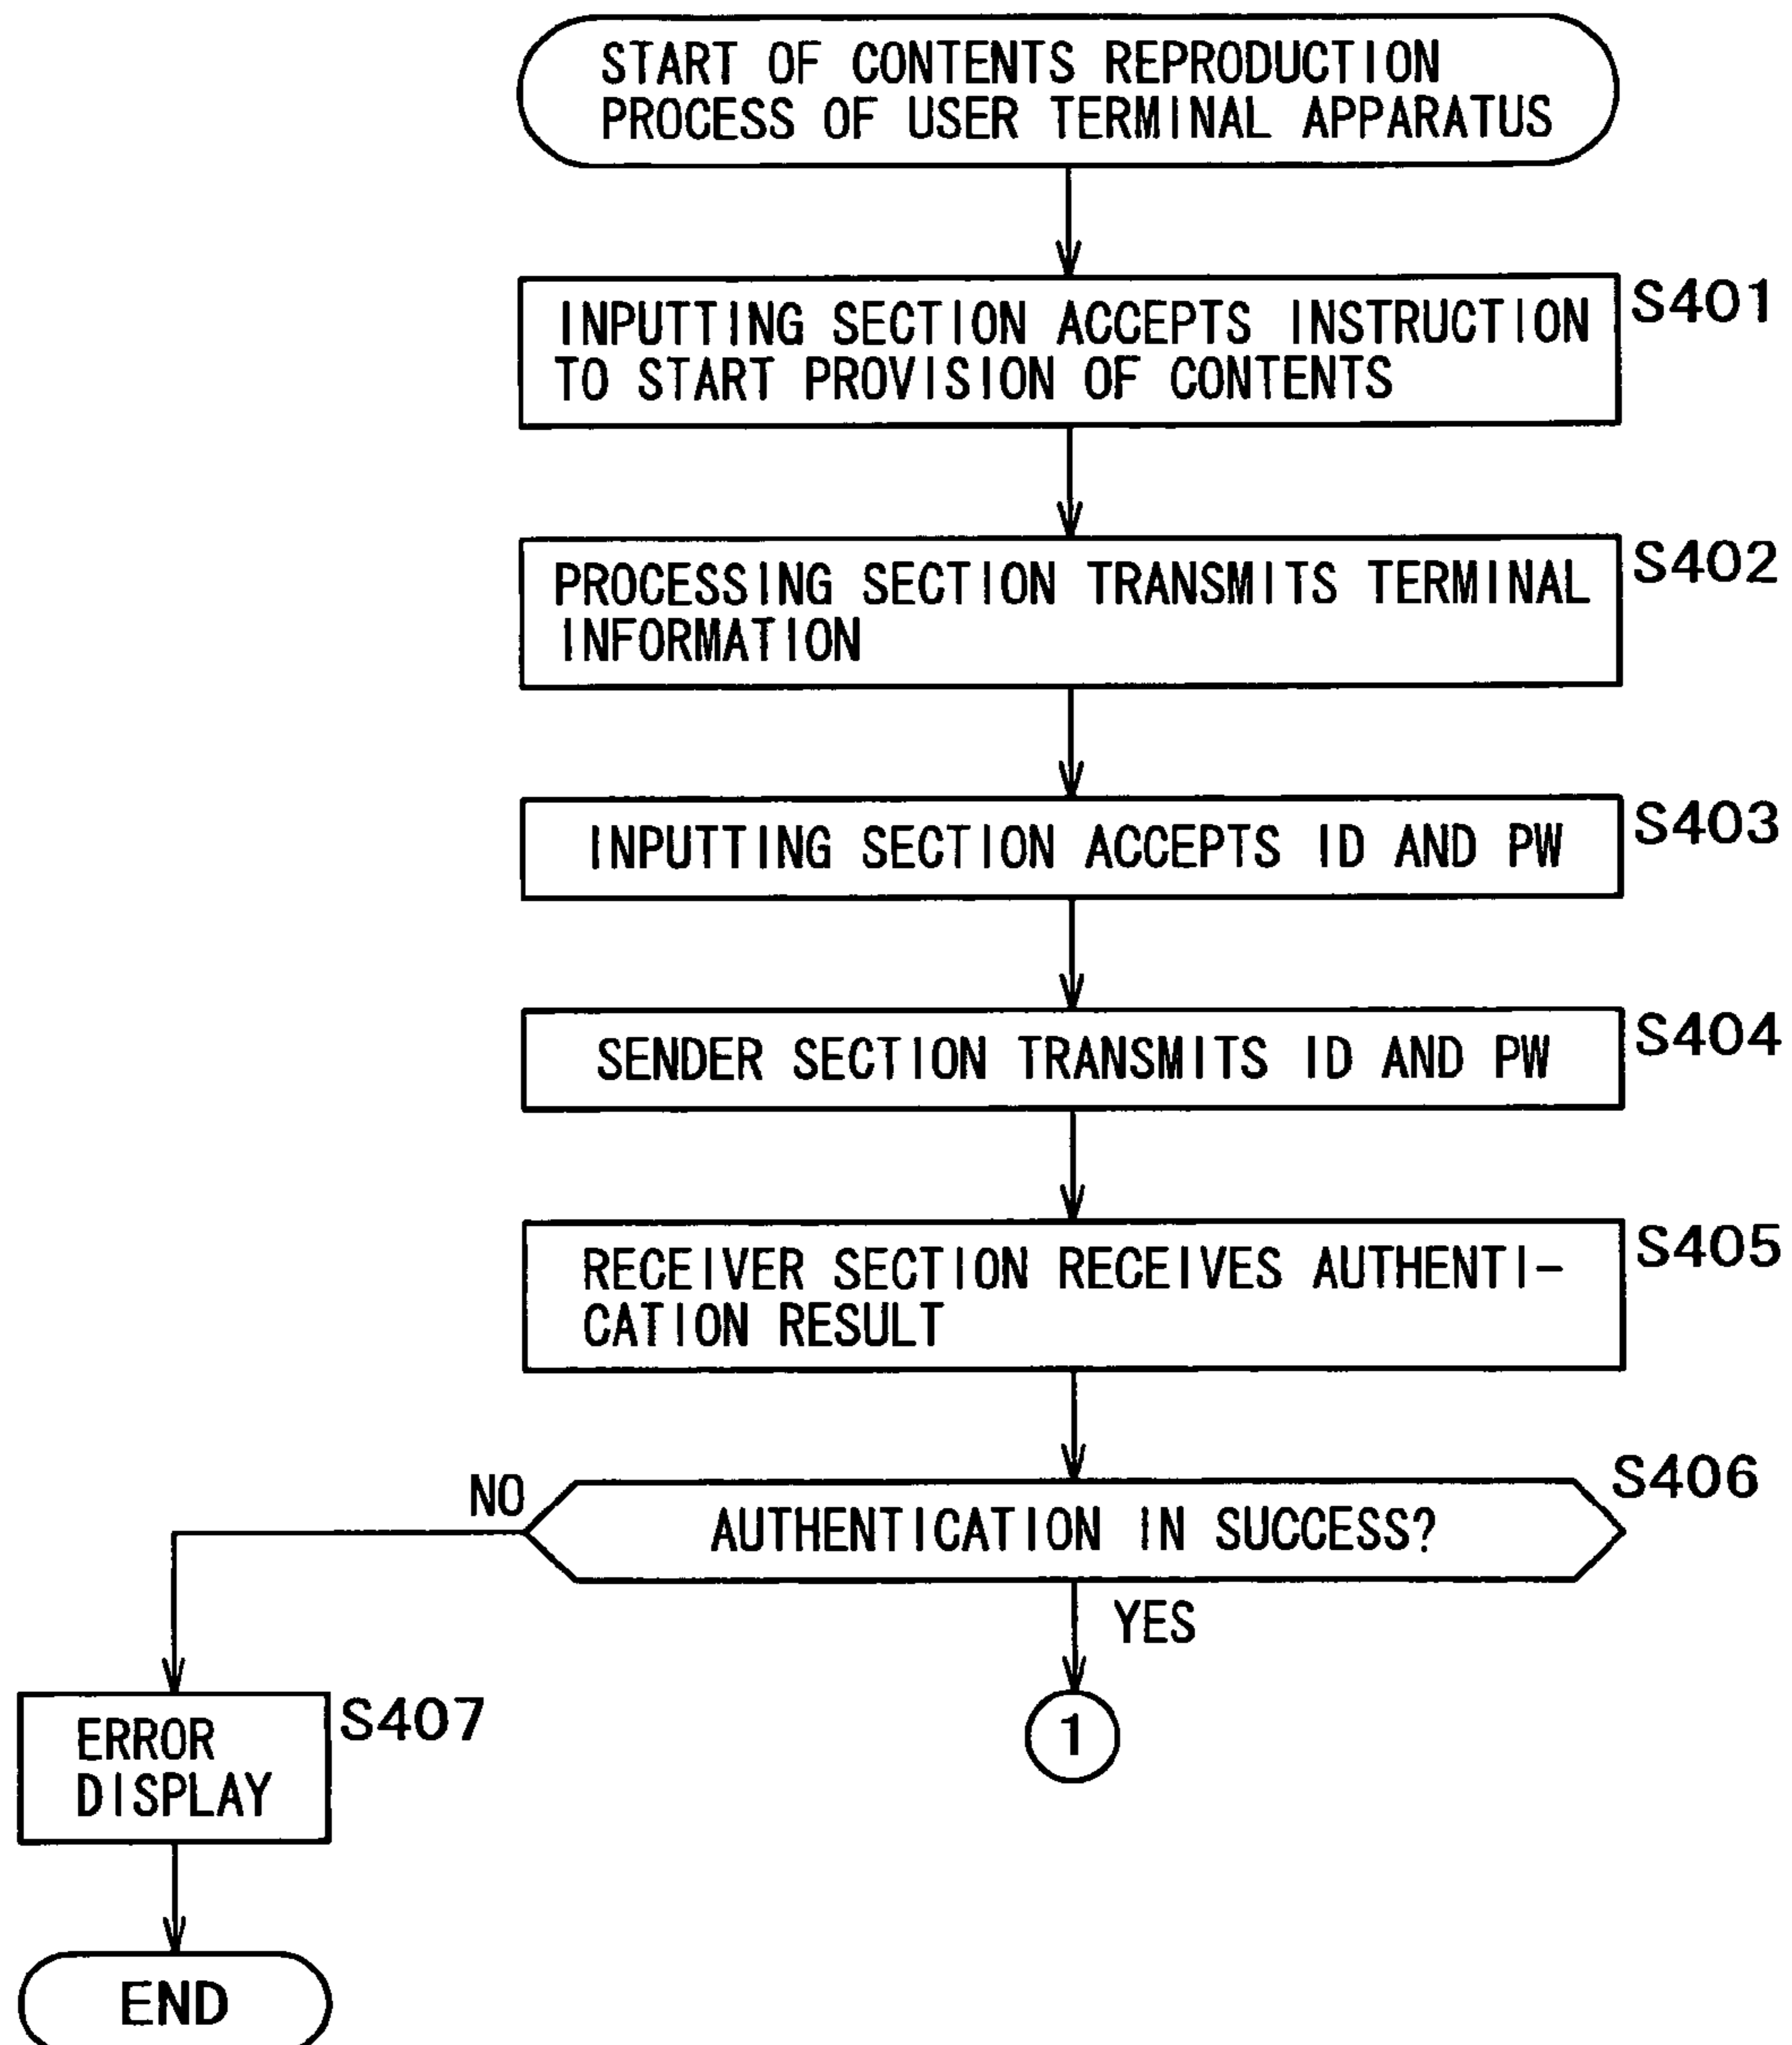 START OF CONTENTS REPRODUCTION
PROCESS OF USER TERMINAL APPARATUS
INPUTTING SECTION ACCEPTS INSTRUCTION
TO START PROVISION OF CONTENTS
S401
PROCESSING SECTION TRANSMITS TERMINAL
INFORMATION
S402
INPUTTING SECTION ACCEPTS ID AND PW
S403
SENDER SECTION TRANSMITS ID AND PW
S404
RECEIVER SECTION RECEIVES AUTHENTI-
CATION RESULT
S405
AUTHENTICATION IN SUCCESS?
S406
NO
YES
ERROR
DISPLAY
S407
1
END